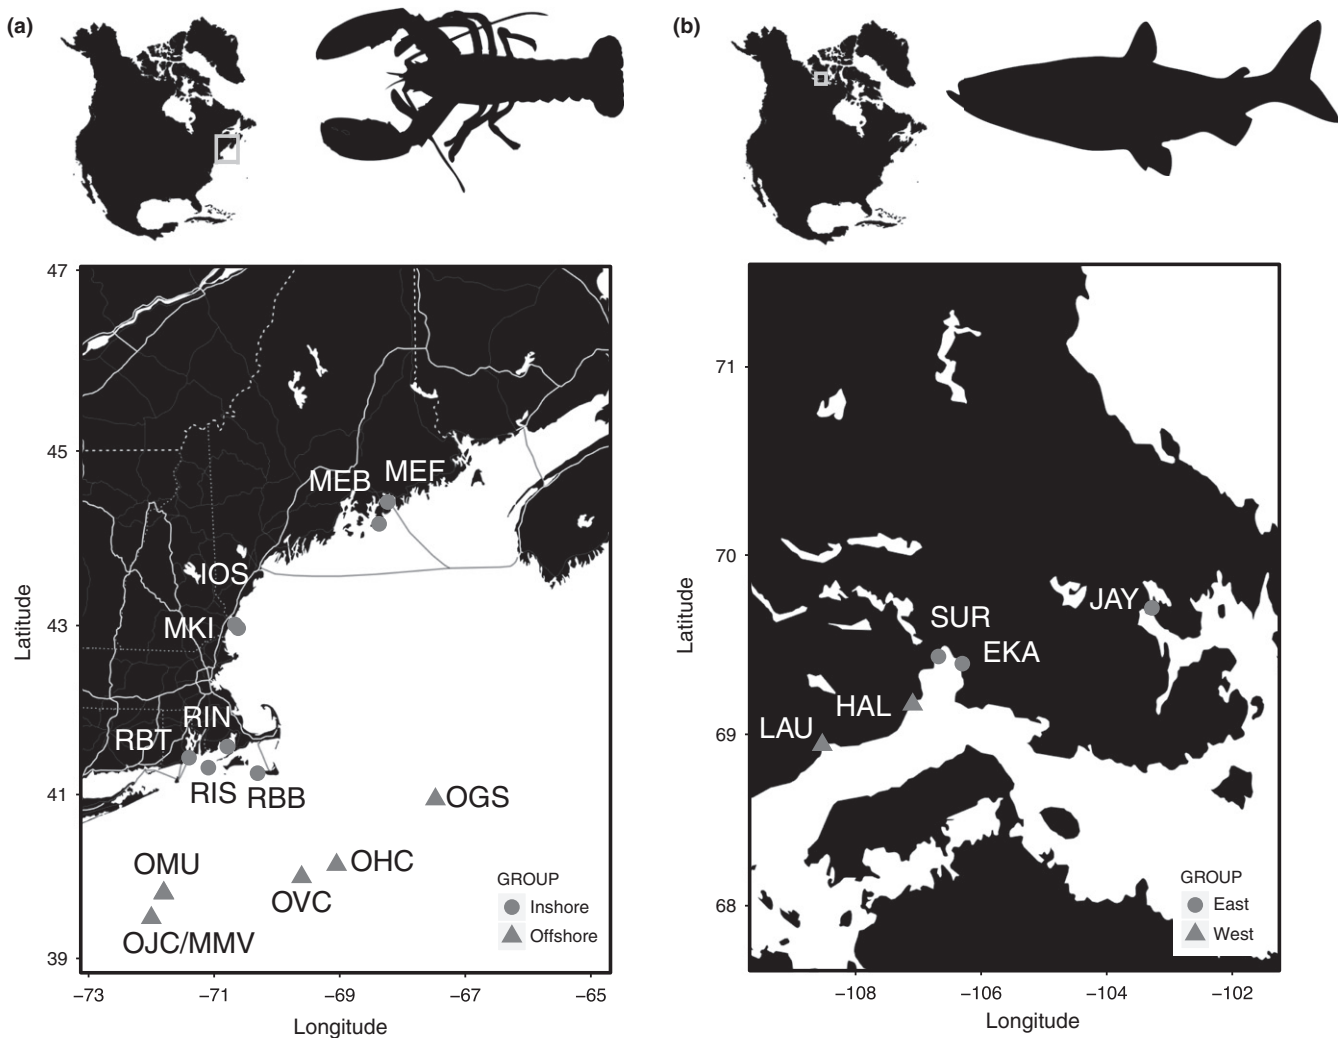 (a)
(b)
47
45
43
41
39
Latitude
MEB
MEF
IOS
MKI
RIN
RBT
RIS
RBB
OGS
OMU
OHC
OVC
OJC/MMV
GROUP
Inshore
Offshore
−73
−71
−69
−67
−65
Longitude
71
70
69
68
Latitude
JAY
SUR
EKA
HAL
LAU
GROUP
East
West
−108
−106
−104
−102
Longitude